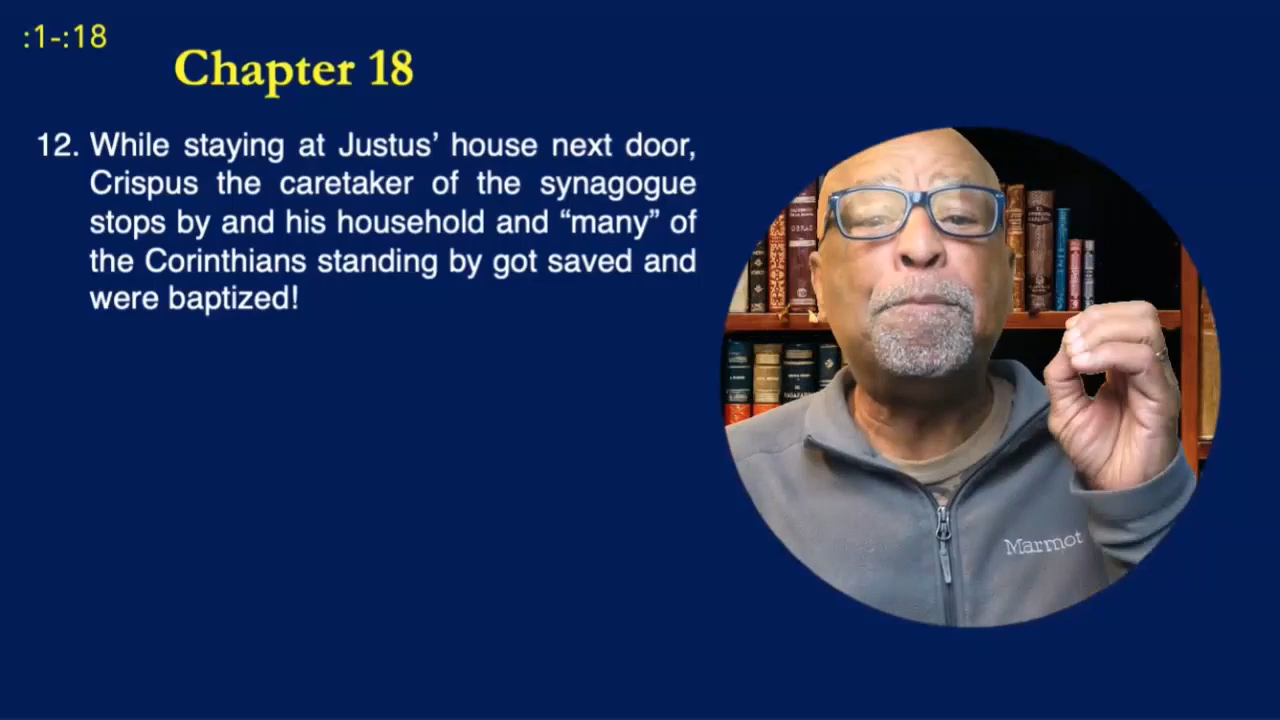 :1-:18
Chapter 18
12. While staying at Justus’ house next door,
Crispus the caretaker of the synagogue
stops by and his household and “many” of
the Corinthians standing by got saved and
were baptized!
OBRAS
Marmot